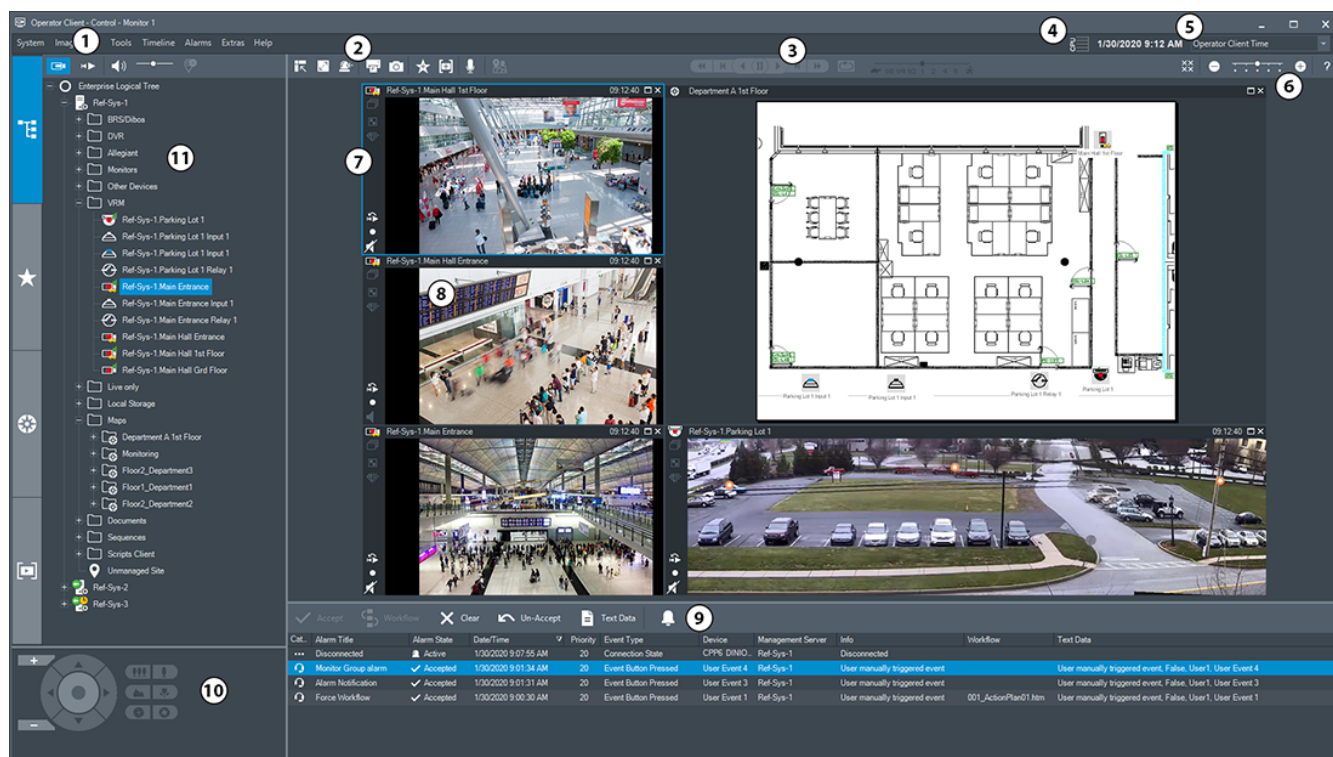 Operator Client - Control - Monitor 1
System Imag Tools Timeline Alarms Extras Help
1
2
3
4
1/30/2020 9:12 AM
5
Operator Client Time
6
?
Enterprise Logical Tree
Ref-Sys-1
BRS/Dibos
DVR
Allegiant
11
Monitors
Other Devices
VRM
Ref-Sys-1.Parking Lot 1
Ref-Sys-1.Parking Lot 1 Input 1
Ref-Sys-1.Parking Lot 1 Input 1
Ref-Sys-1.Parking Lot 1 Relay 1
Ref-Sys-1.Main Entrance
Ref-Sys-1.Main Entrance Input 1
Ref-Sys-1.Main Entrance Relay 1
Ref-Sys-1.Main Hall Entrance
Ref-Sys-1.Main Hall 1st Floor
Ref-Sys-1.Main Hall Grd Floor
Live only
Local Storage
Maps
Department A 1st Floor
Monitoring
Floor2_Department3
Floor1_Department1
Floor2_Department2
Documents
Sequences
Scripts Client
Unmanaged Site
Ref-Sys-2
Ref-Sys-3
10
Ref-Sys-1.Main Hall 1st Floor 09:12:40
7
Ref-Sys-1.Main Hall Entrance 09:12:40
8
Ref-Sys-1.Main Entrance 09:12:40
Department A 1st Floor
Main Hall 1st Floor
Parking Lot 1 Input 1
Parking Lot 1 Input 1
Parking Lot 1 Relay 1
Parking Lot 1
Ref-Sys-1.Parking Lot 1 09:12:40
Accept Workflow Clear Un-Accept Text Data 9
Cat.. Alarm Title Alarm State Date/Time Priority Event Type Device Management Server Info Workflow Text Data
Disconnected Active 1/30/2020 9:07:55 AM 20 Connection State CPP6 DINIO... Ref-Sys-1 Disconnected
Monitor Group alarm Accepted 1/30/2020 9:01:34 AM 20 Event Button Pressed User Event 4 Ref-Sys-1 User manually triggered event User manually triggered event, False, User1, User Event 4
Alarm Notification Accepted 1/30/2020 9:01:31 AM 20 Event Button Pressed User Event 3 Ref-Sys-1 User manually triggered event User manually triggered event, False, User1, User Event 3
Force Workflow Accepted 1/30/2020 9:00:30 AM 20 Event Button Pressed User Event 1 Ref-Sys-1 User manually triggered event 001_ActionPlan01.htm User manually triggered event, False, User1, User Event 1